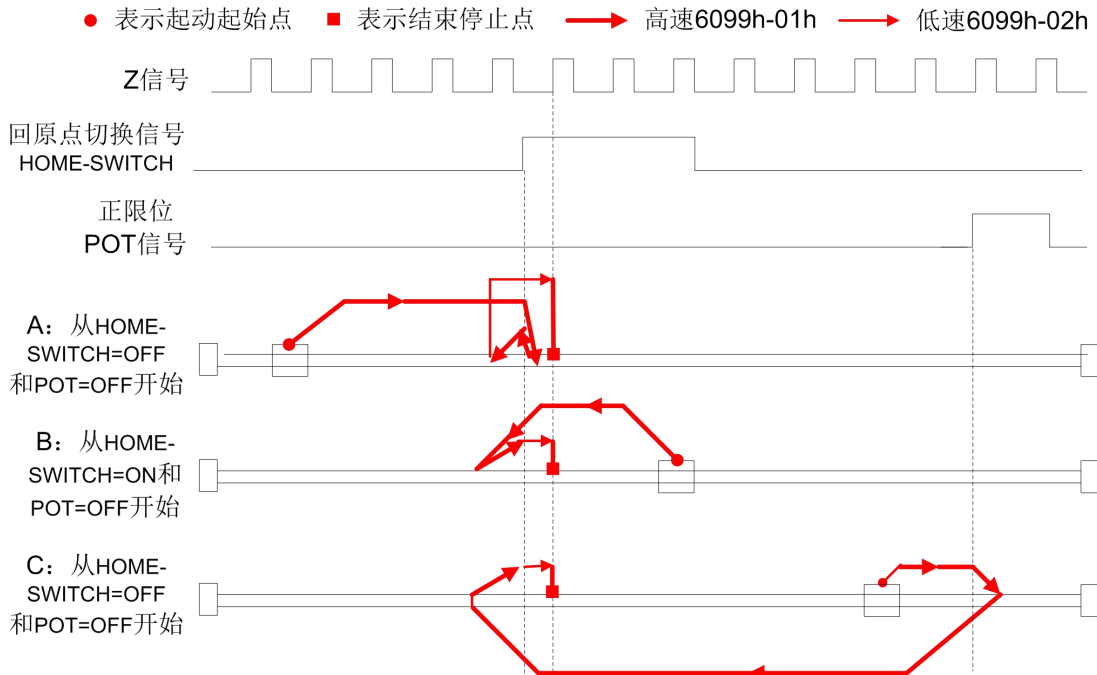 表示起动起始点 表示结束停止点 高速6099h-01h 低速6099h-02h
Z信号
回原点切换信号
HOME-SWITCH
正限位
POT信号
A：从HOME-
SWITCH=OFF
和POT=OFF开始
B：从HOME-
SWITCH=ON和
POT=OFF开始
C：从HOME-
SWITCH=OFF
和POT=OFF开始